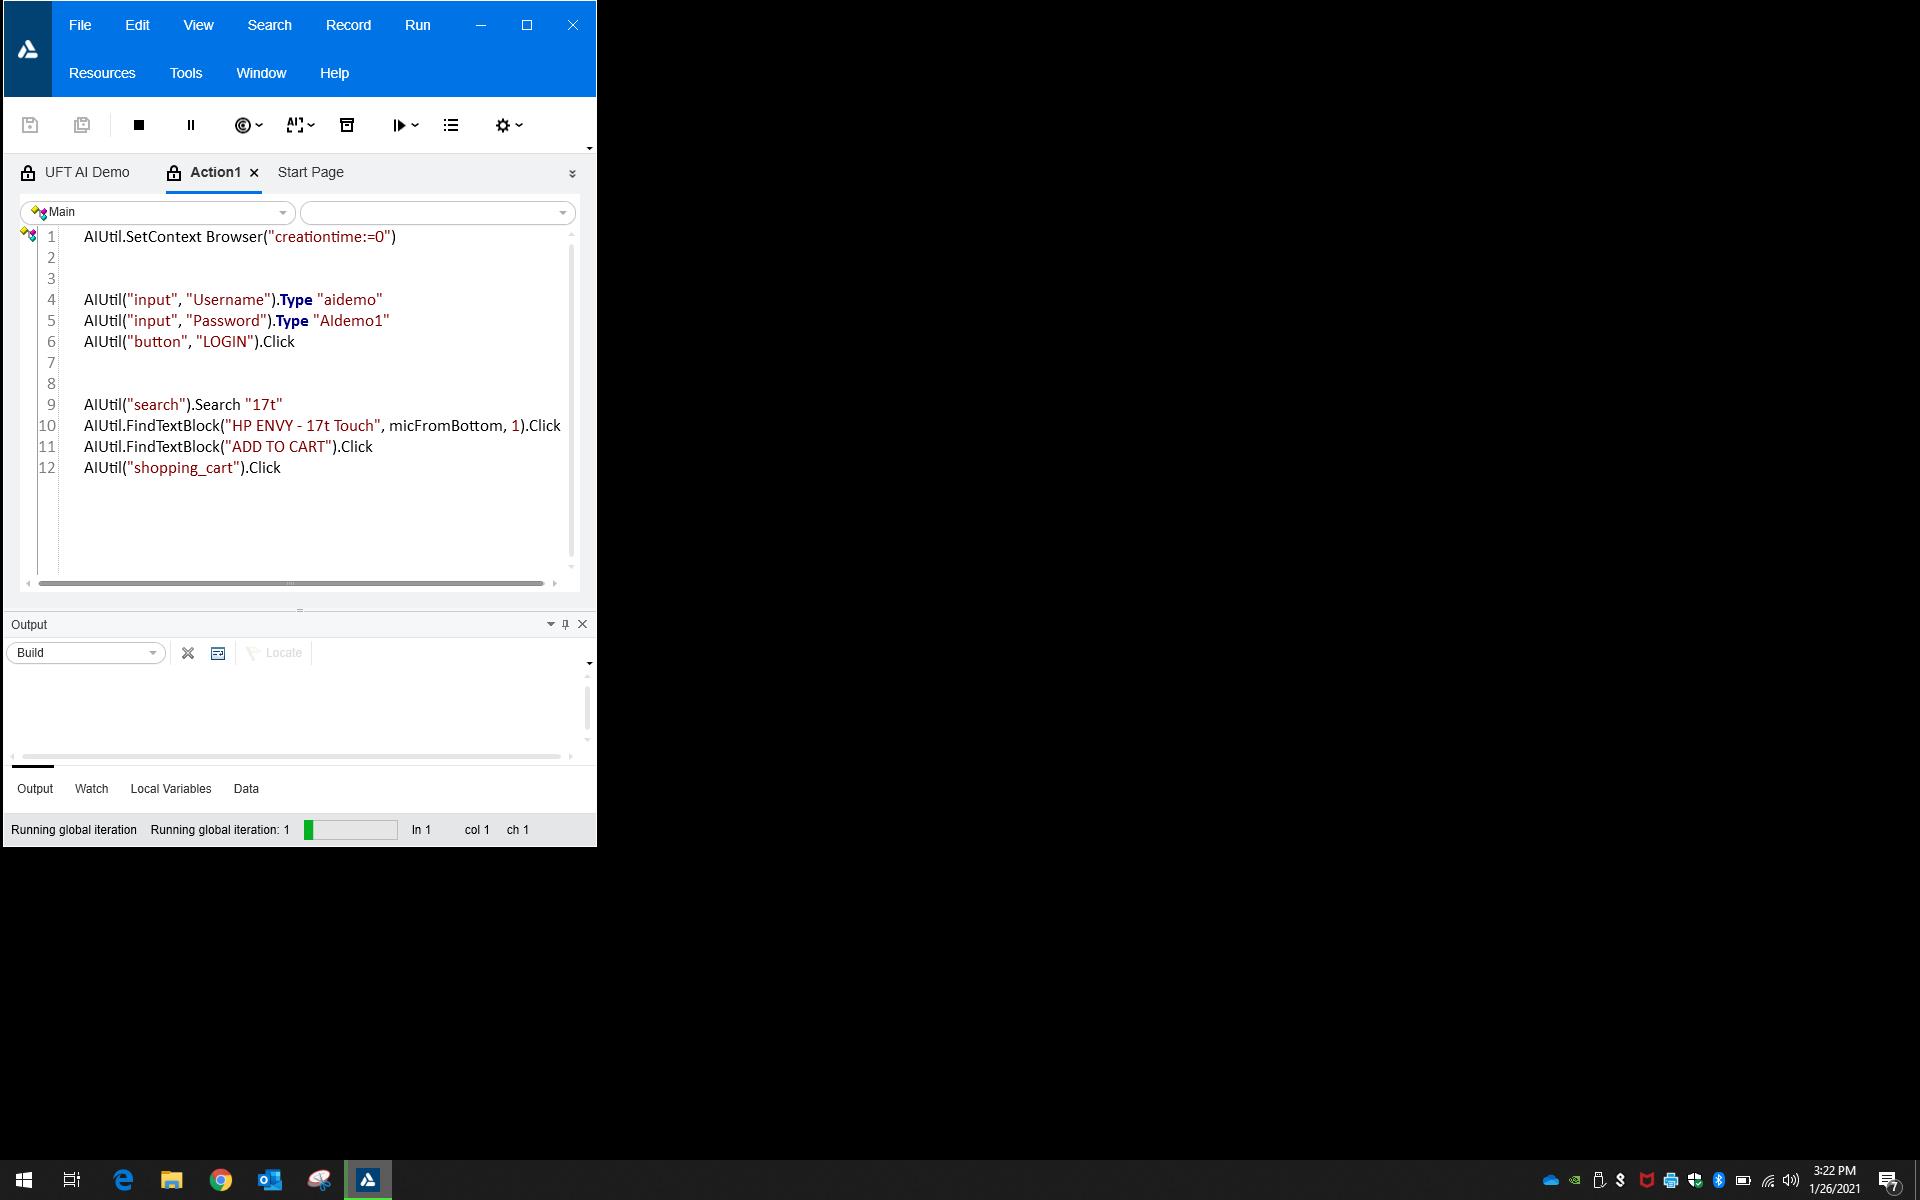 File Edit View Search Record Run
Resources Tools Window Help
UFT AI Demo Action1 Start Page
Main
1 AIUtil.SetContext Browser("creationtime:=0")
2
3
4 AIUtil("input", "Username").Type "aidemo"
5 AIUtil("input", "Password").Type "AIdemo1"
6 AIUtil("button", "LOGIN").Click
7
8
9 AIUtil("search").Search "17t"
10 AIUtil.FindTextBlock("HP ENVY - 17t Touch", micFromBottom, 1).Click
11 AIUtil.FindTextBlock("ADD TO CART").Click
12 AIUtil("shopping_cart").Click
Output
Build Locate
Output Watch Local Variables Data
Running global iteration Running global iteration: 1 ln 1 col 1 ch 1
3:22 PM
1/26/2021
7